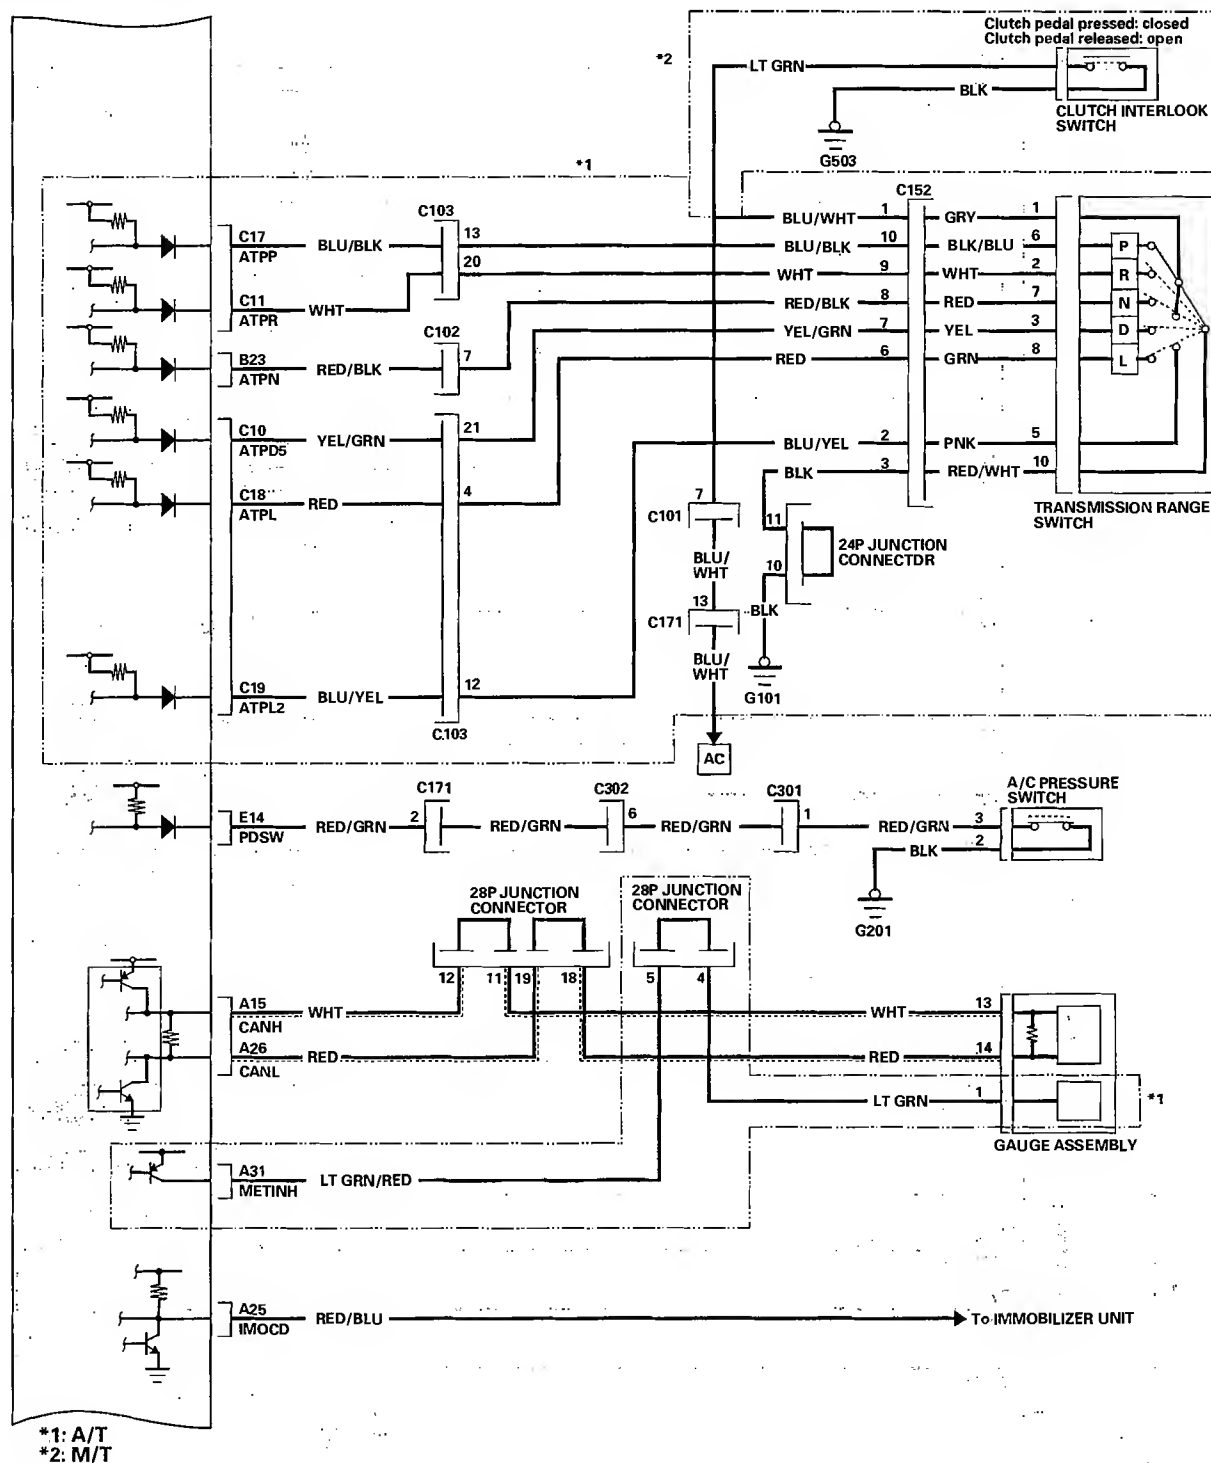 Clutch pedal pressed: closed
Clutch pedal released: open
*2
LT GRN
BLK
CLUTCH INTERLOOK
SWITCH
G503
*1
C152
C103
1
BLU/WHT
1
GRY
C17
ATPP
BLU/BLK
13
BLU/BLK
10
BLK/BLU
6
P
20
WHT
9
WHT
2
R
C11
ATPR
WHT
RED/BLK
8
RED
7
N
C102
YEL/GRN
7
YEL
3
D
B23
ATPN
RED/BLK
7
RED
6
GRN
8
L
C10
ATPD5
YEL/GRN
21
BLU/YEL
2
PNK
5
BLK
3
RED/WHT
10
C18
ATPL
RED
4
7
C101
TRANSMISSION RANGE
SWITCH
11
24P JUNCTION
CONNECTDR
10
BLU/
WHT
13
BLK
C171
BLU/
WHT
C19
ATPL2
BLU/YEL
12
C103
G101
AC
C171
C302
C301
A/C PRESSURE
SWITCH
E14
PDSW
RED/GRN
2
RED/GRN
6
RED/GRN
1
RED/GRN
3
BLK
2
G201
28P JUNCTION
CONNECTOR
28P JUNCTION
CONNECTOR
12
11
19
18
5
4
A15
CANH
WHT
WHT
13
A26
CANL
RED
RED
14
LT GRN
1
*1
GAUGE ASSEMBLY
A31
METINH
LT GRN/RED
A25
IMOCD
RED/BLU
To IMMOBILIZER UNIT
*1: A/T
*2: M/T